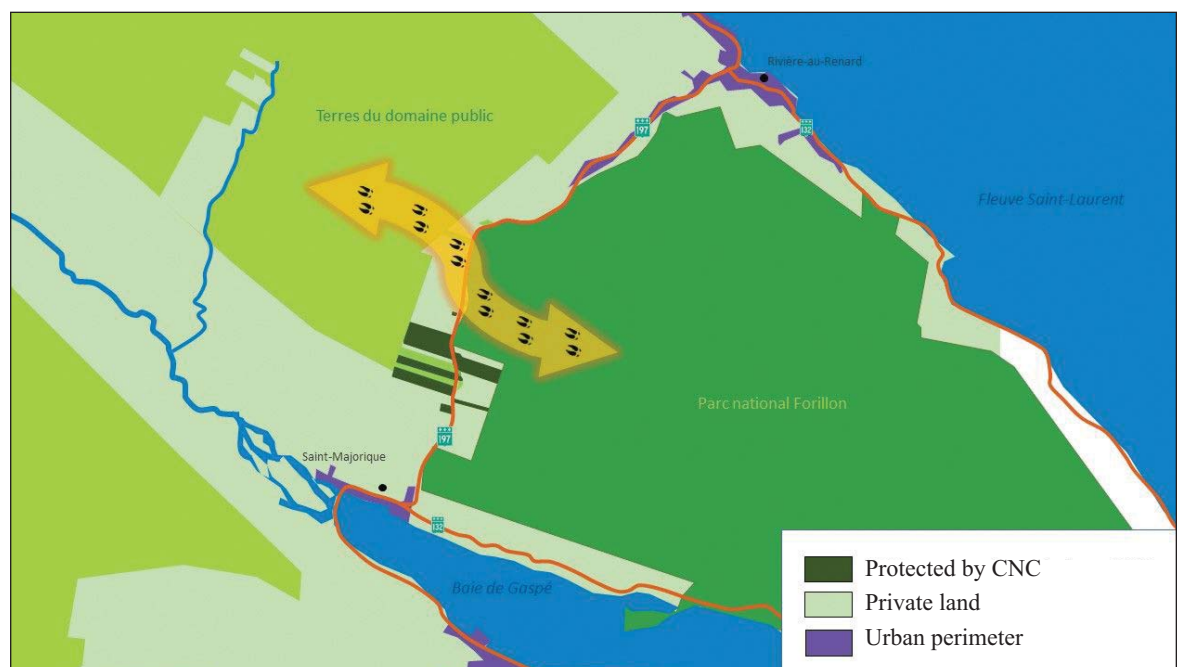 Rivière-au-Renard
Terres du domaine public
197
132
Fleuve Saint-Laurent
Parc national Forillon
197
Saint-Majorique
132
Baie de Gaspé
Protected by CNC
Private land
Urban perimeter